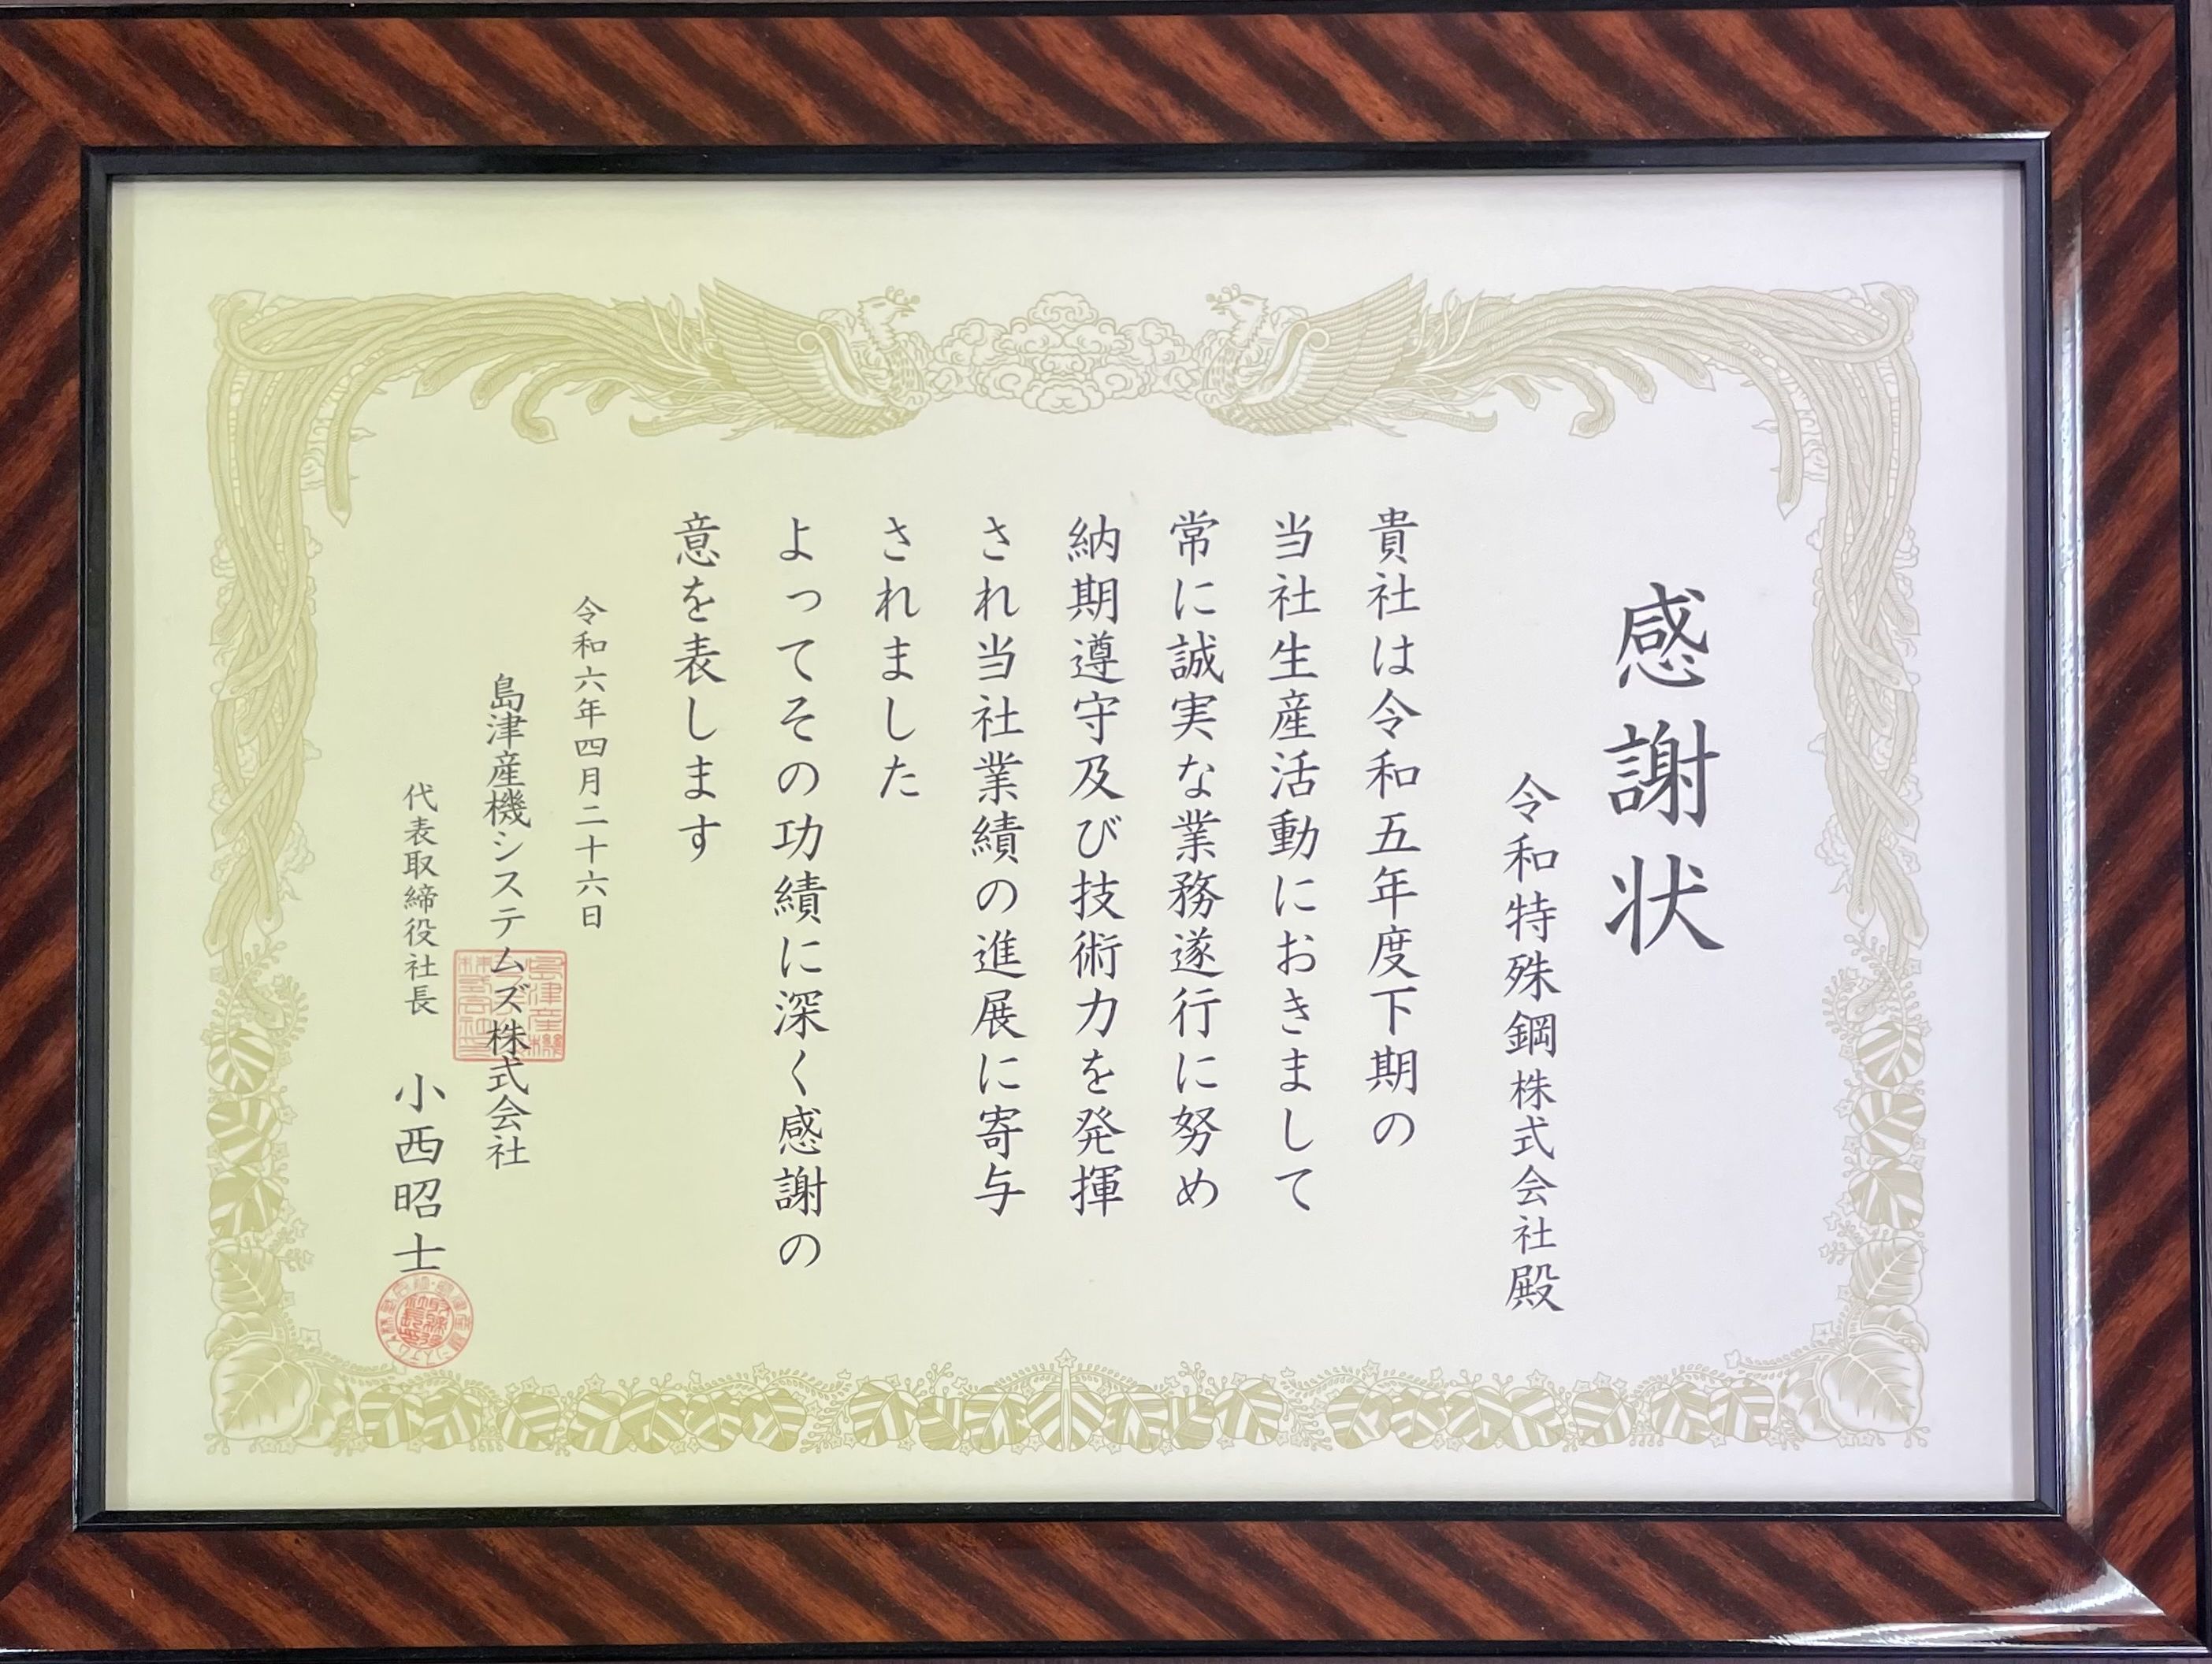 感謝状
令和特殊鋼株式会社殿
貴社は令和五年度下期の
当社生産活動におきまして
常に誠実な業務遂行に努め
納期遵守及び技術力を発揮
され当社業績の進展に寄与
されました
よってその功績に深く感謝の
意を表します
令和六年四月二十六日
島津産機システムズ株式会社
代表取締役社長 小西昭士